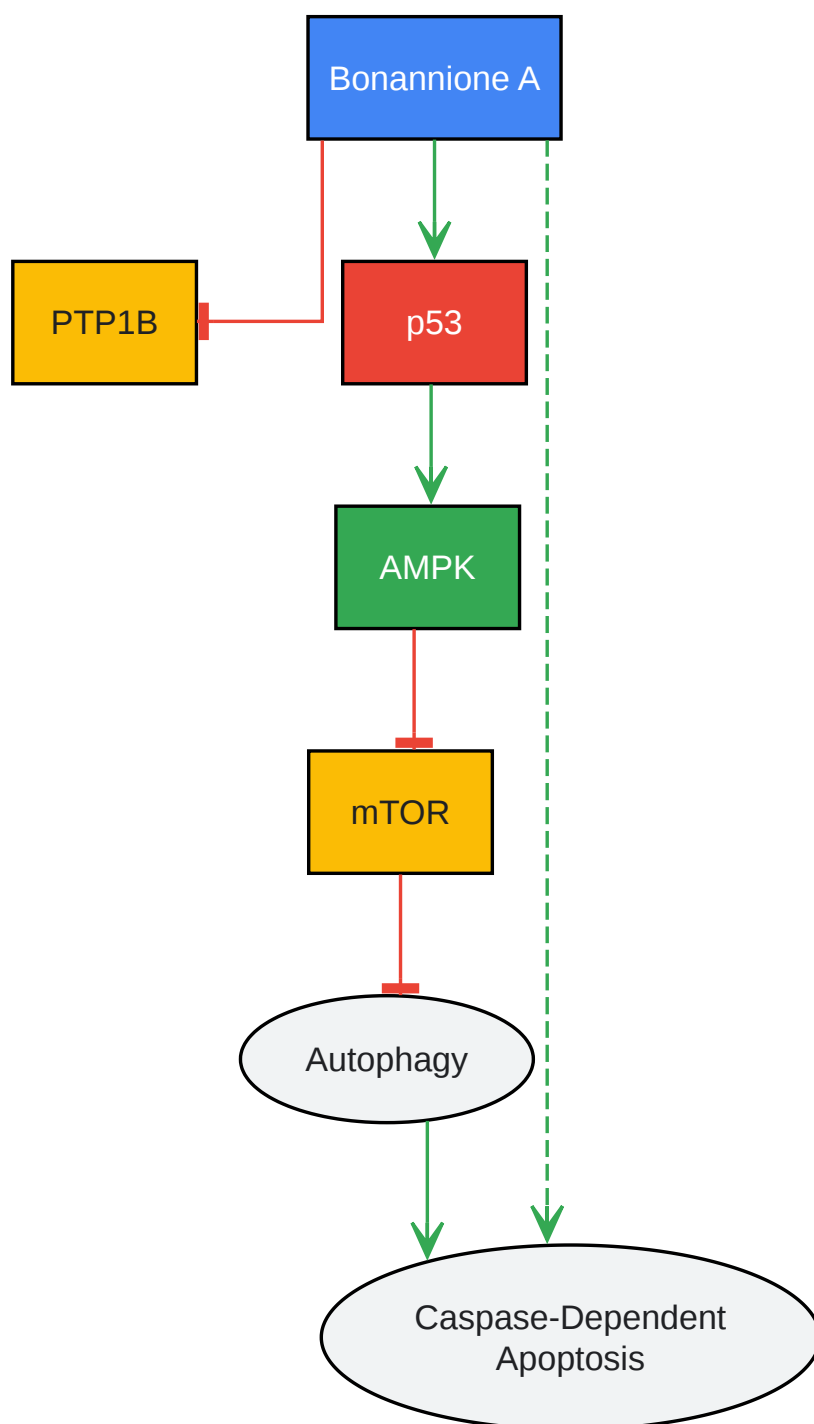 Bonannione A
PTP1B
p53
AMPK
mTOR
Autophagy
Caspase-Dependent
Apoptosis